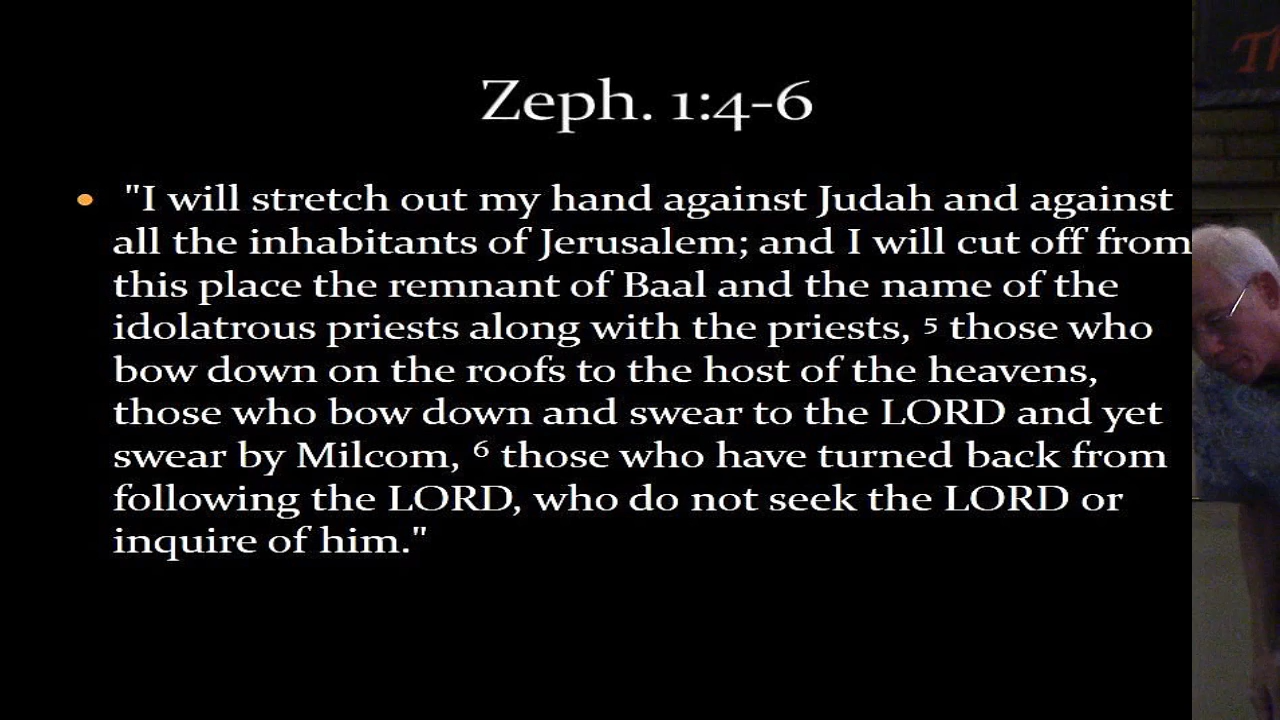 Zeph. 1:4-6
• "I will stretch out my hand against Judah and against
all the inhabitants of Jerusalem; and I will cut off from
this place the remnant of Baal and the name of the
idolatrous priests along with the priests, ⁵ those who
bow down on the roofs to the host of the heavens,
those who bow down and swear to the LORD and yet
swear by Milcom, ⁶ those who have turned back from
following the LORD, who do not seek the LORD or
inquire of him."